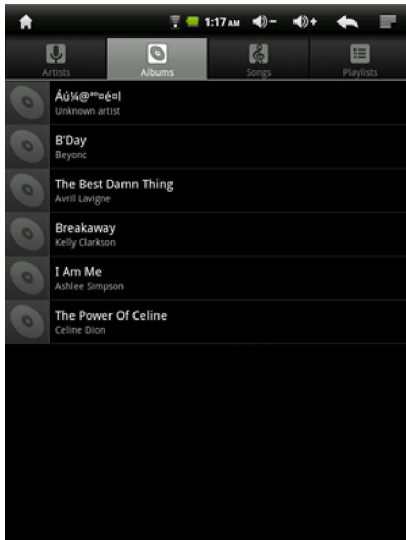 1:17 AM
Artists
Albums
Songs
Playlists
Áú¼@ªº¤é¤l
Unknown artist
B'Day
Beyonc
The Best Damn Thing
Avril Lavigne
Breakaway
Kelly Clarkson
I Am Me
Ashlee Simpson
The Power Of Celine
Celine Dion